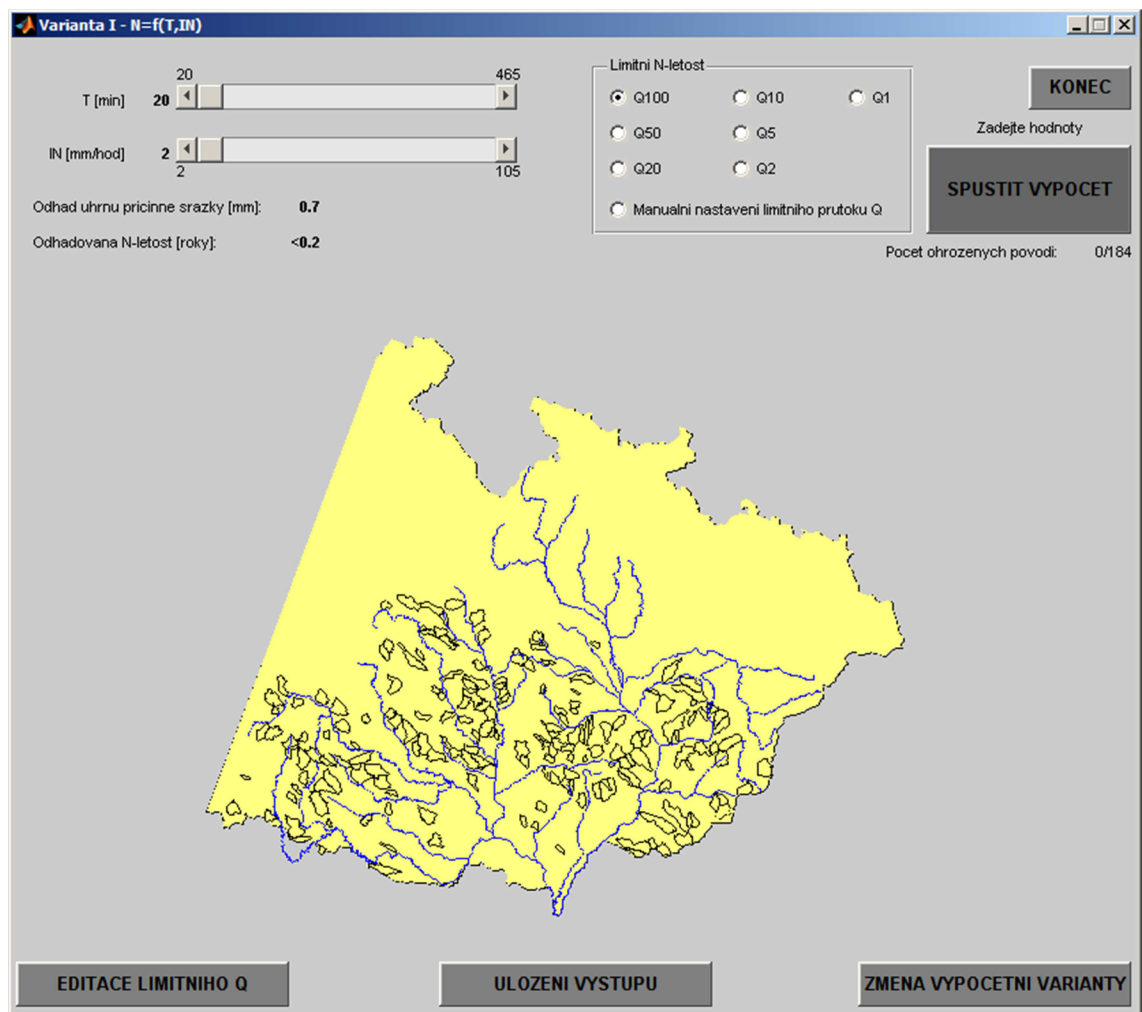 Varianta I - N=f(T,IN)
20 465
T [min] 20
IN [mm/hod] 2
2 105
Odhad uhrnu pricinne srazky [mm]: 0.7
Odhadovana N-letost [roky]: <0.2
Limitni N-letost
Q100 Q10 Q1
Q50 Q5
Q20 Q2
Manualni nastaveni limitniho prutoku Q
KONEC
Zadejte hodnoty
SPUSTIT VYPOCET
Pocet ohrozenych povodi: 0/184
EDITACE LIMITNIHO Q
ULOZENI VYSTUPU
ZMENA VYPOCETNI VARIANTY